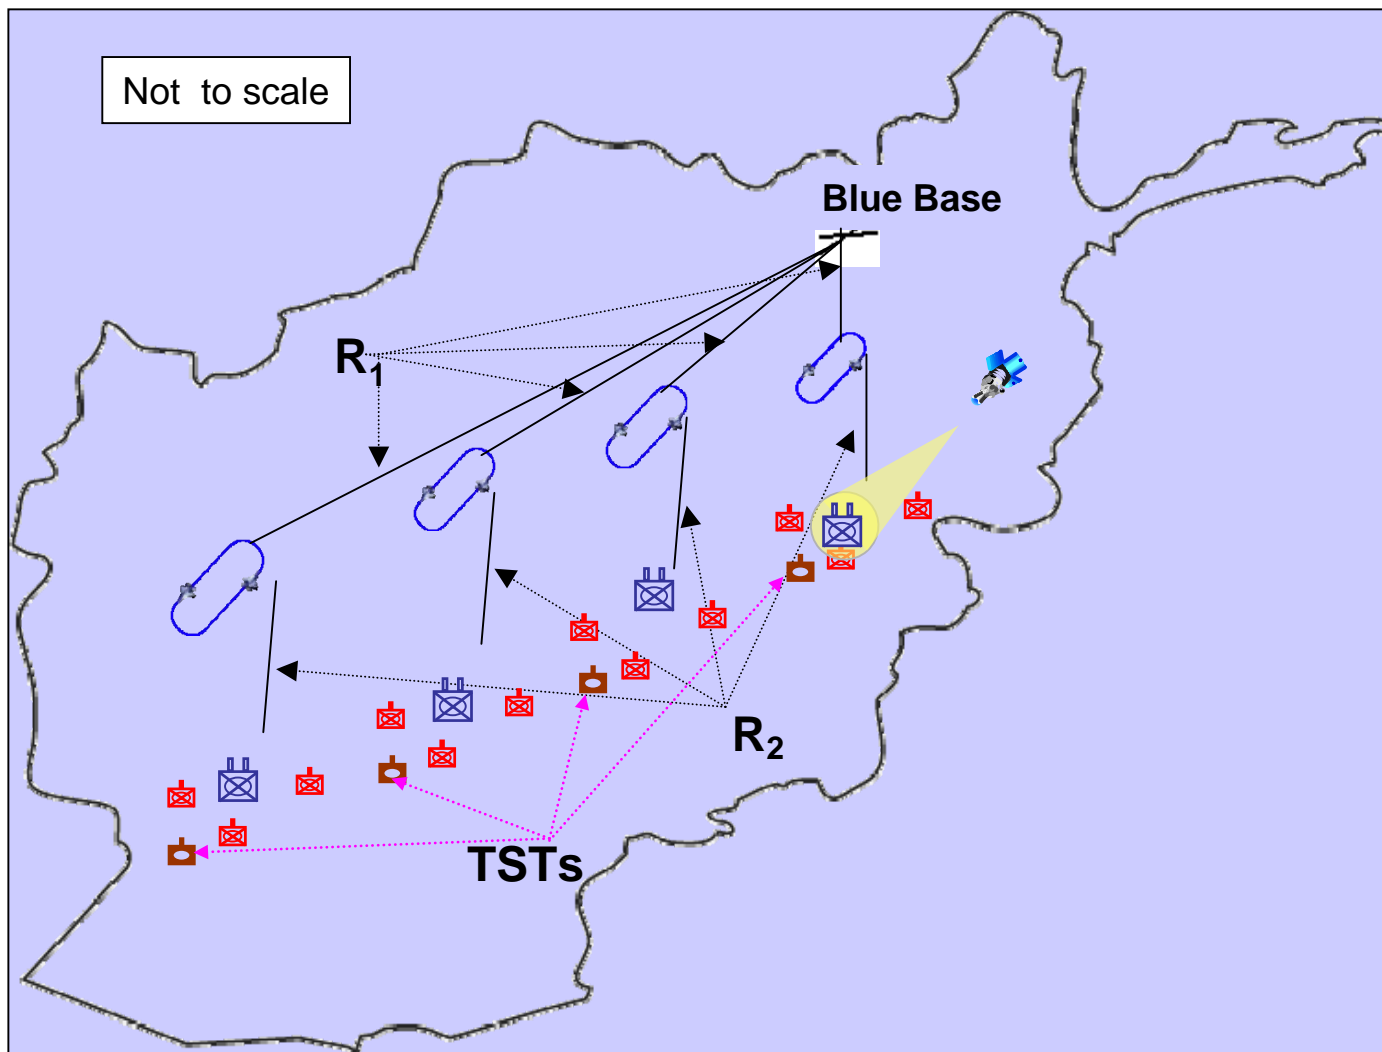 Not to scale
Blue Base
R₁
R₂
TSTs